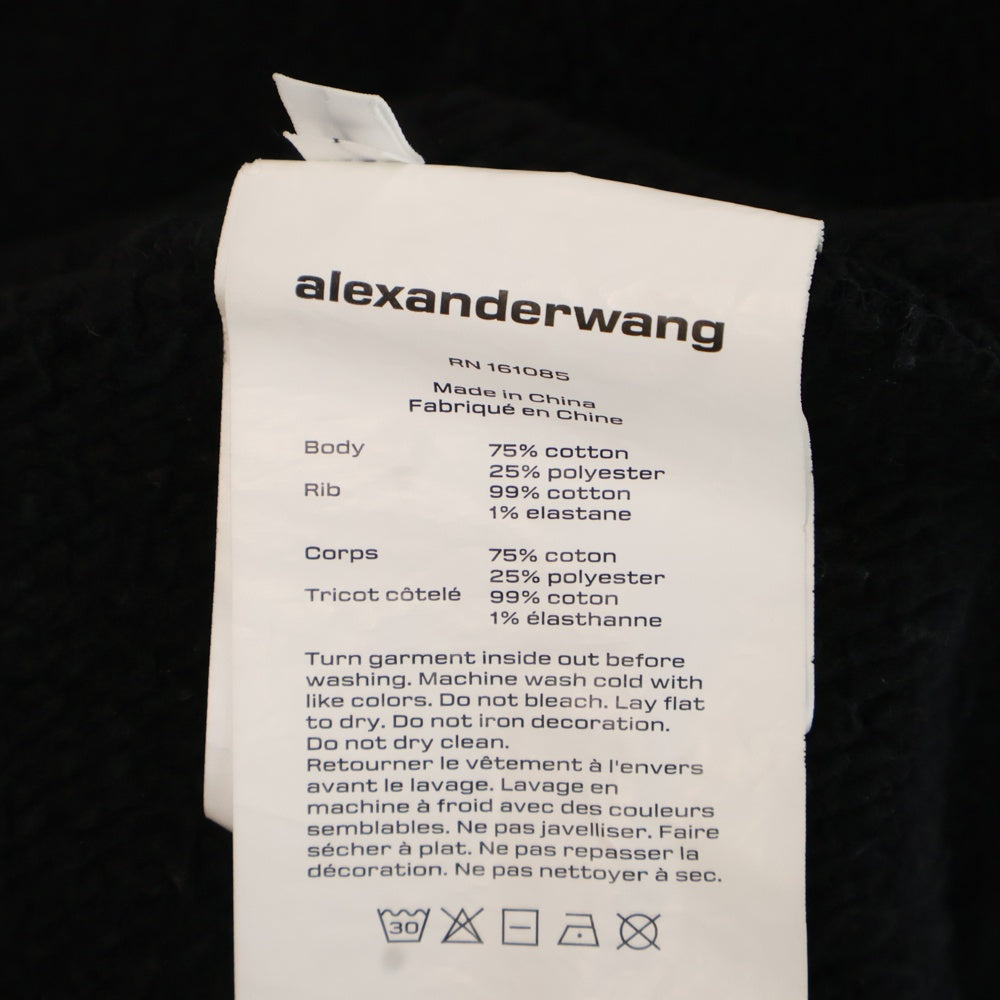 alexanderwang
RN 161085
Made in China
Fabriqué en Chine
Body 75% cotton
25% polyester
Rib 99% cotton
1% elastane
Corps 75% coton
25% polyester
Tricot côtelé 99% coton
1% élasthanne
Turn garment inside out before
washing. Machine wash cold with
like colors. Do not bleach. Lay flat
to dry. Do not iron decoration.
Do not dry clean.
Retourner le vêtement à l'envers
avant le lavage. Lavage en
machine à froid avec des couleurs
semblables. Ne pas javelliser. Faire
sécher à plat. Ne pas repasser la
décoration. Ne pas nettoyer à sec.
30